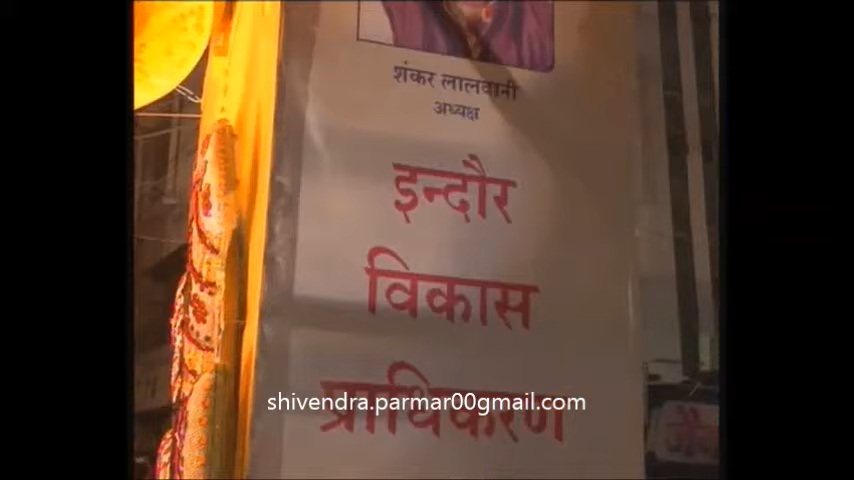 शंकर लालवानी
अध्यक्ष
इन्दौर
विकास
प्राधिकरण
shivendra.parmar00gmail.com